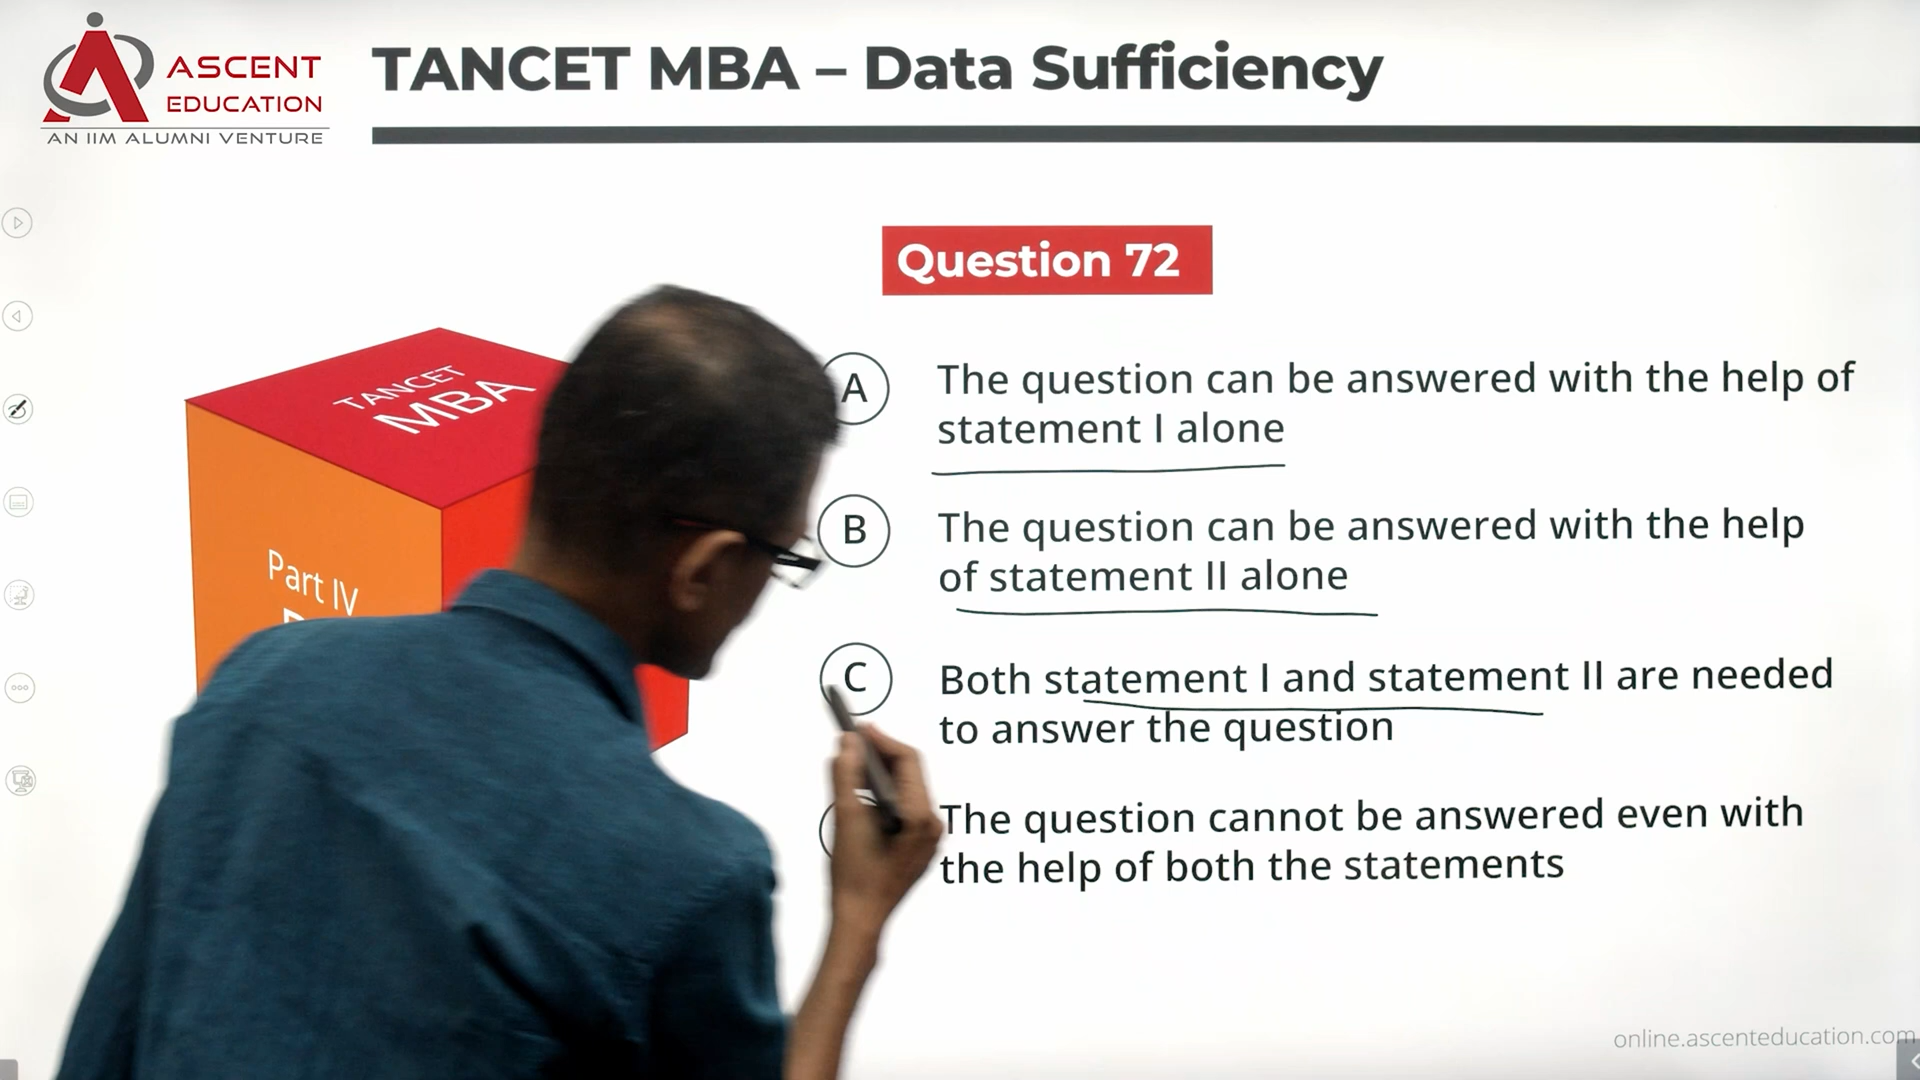 ASCENT
EDUCATION
AN IIM ALUMNI VENTURE
TANCET MBA – Data Sufficiency
Question 72
TANCET
MBA
Part IV
A
The question can be answered with the help of
statement I alone
B
The question can be answered with the help
of statement II alone
C
Both statement I and statement II are needed
to answer the question
The question cannot be answered even with
the help of both the statements
online.ascenteducation.com